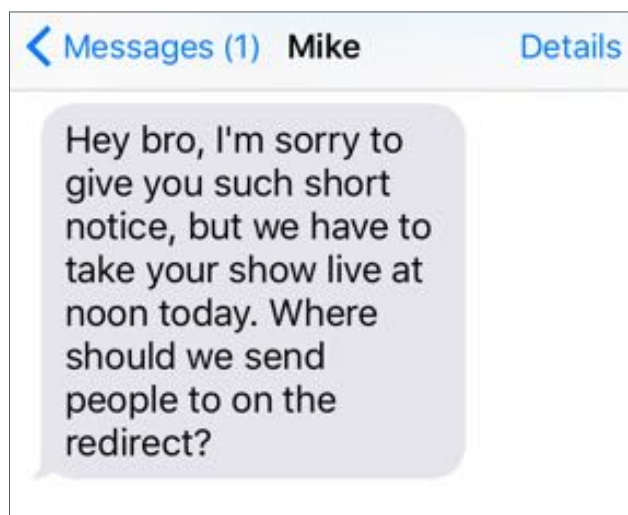 Messages (1) Mike Details
Hey bro, I'm sorry to
give you such short
notice, but we have to
take your show live at
noon today. Where
should we send
people to on the
redirect?